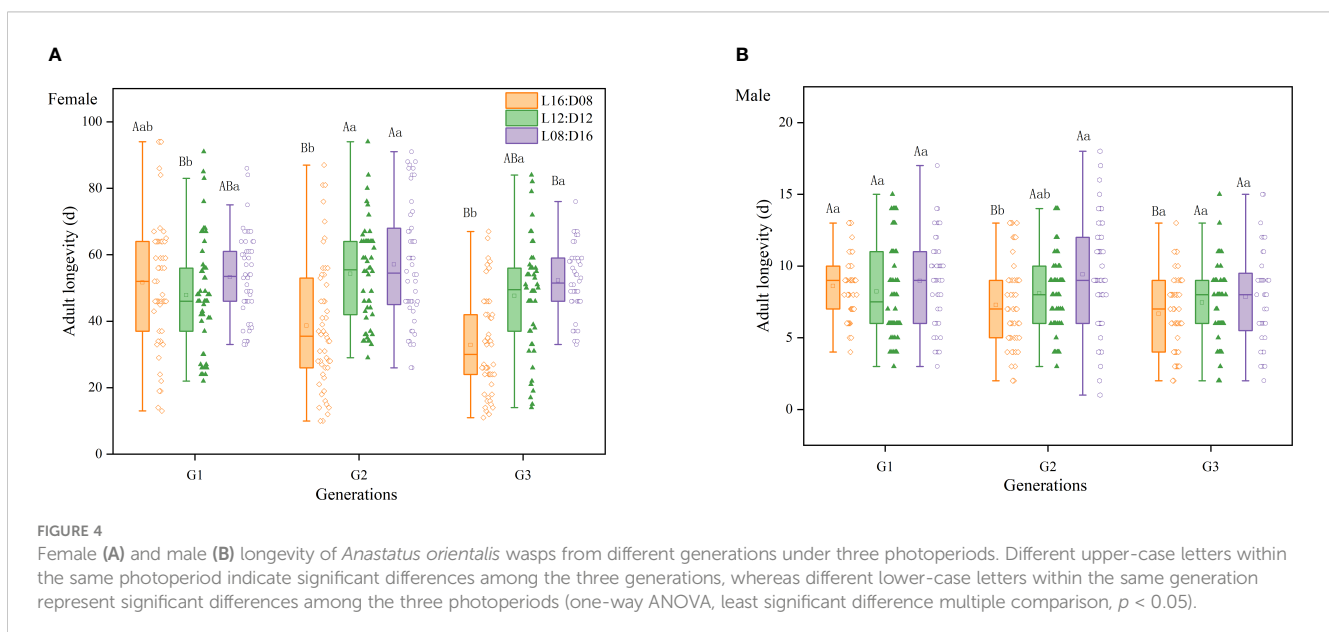 A
Female
L16:D08
L12:D12
L08:D16
Adult longevity (d)
100
80
60
40
20
0
Aab
Bb
ABa
Bb
Aa
Aa
Bb
ABa
Ba
G1
G2
G3
Generations
B
Male
Adult longevity (d)
20
15
10
5
0
Aa
Aa
Aa
Bb
Aab
Aa
Ba
Aa
Aa
G1
G2
G3
Generations
FIGURE 4
Female (A) and male (B) longevity of Anastatus orientalis wasps from different generations under three photoperiods. Different upper-case letters within
the same photoperiod indicate significant differences among the three generations, whereas different lower-case letters within the same generation
represent significant differences among the three photoperiods (one-way ANOVA, least significant difference multiple comparison, p < 0.05).